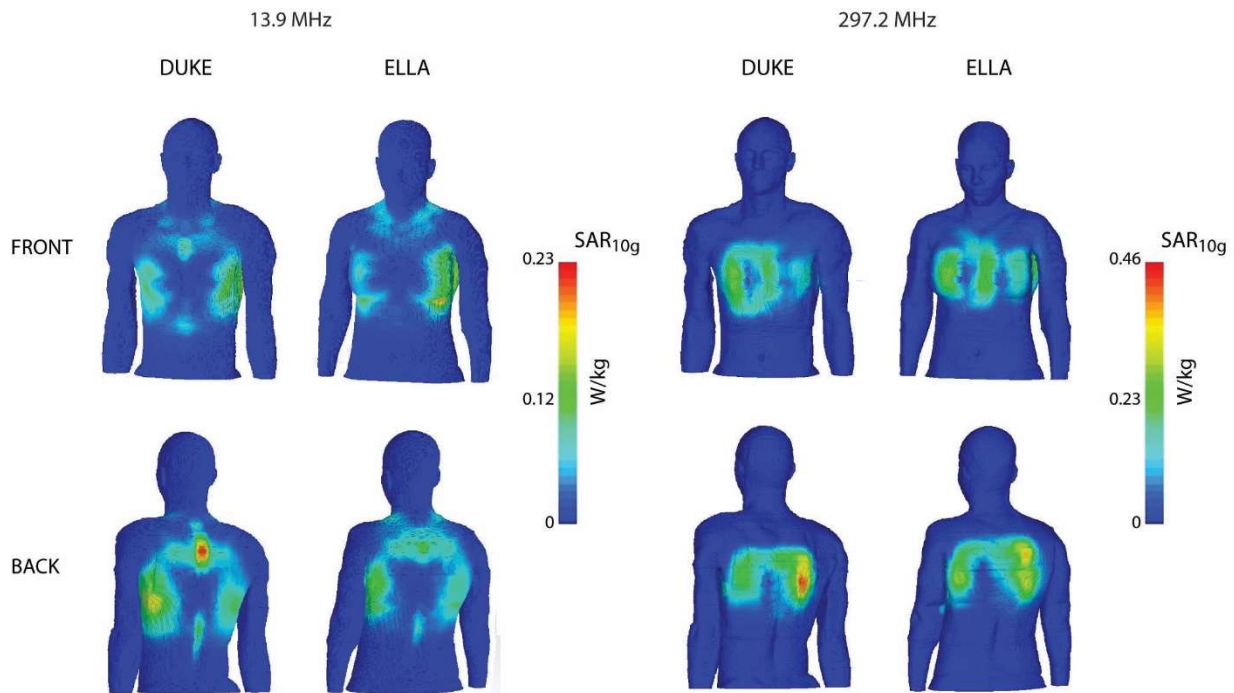 13.9 MHz 297.2 MHz
DUKE ELLA DUKE ELLA
FRONT SAR10g SAR10g
0.23 0.46
0.12 W/kg 0.23 W/kg
0 0
BACK